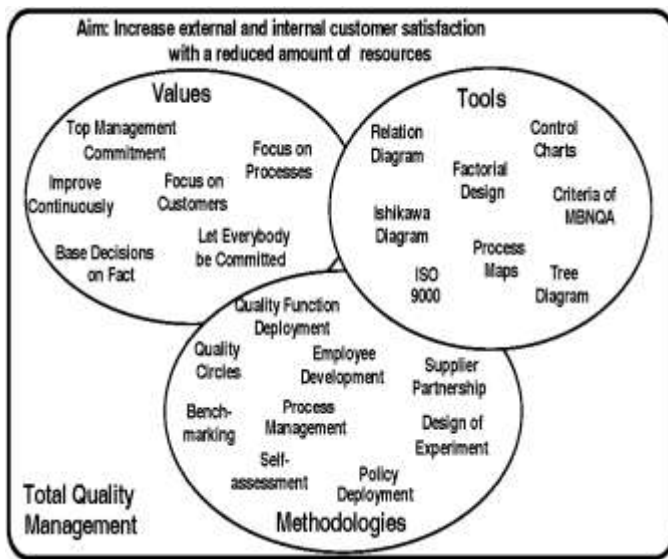 Aim: Increase external and internal customer satisfaction
with a reduced amount of resources
Values
Top Management
Commitment
Focus on
Processes
Improve
Continuously
Focus on
Customers
Base Decisions
on Fact
Let Everybody
be Committed
Tools
Relation
Diagram
Control
Charts
Factorial
Design
Criteria of
MBNQA
Ishikawa
Diagram
Process
Maps
ISO
9000
Tree
Diagram
Quality Function
Deployment
Quality
Circles
Employee
Development
Supplier
Partnership
Bench-
marking
Process
Management
Design of
Experiment
Self-
assessment
Policy
Deployment
Methodologies
Total Quality
Management